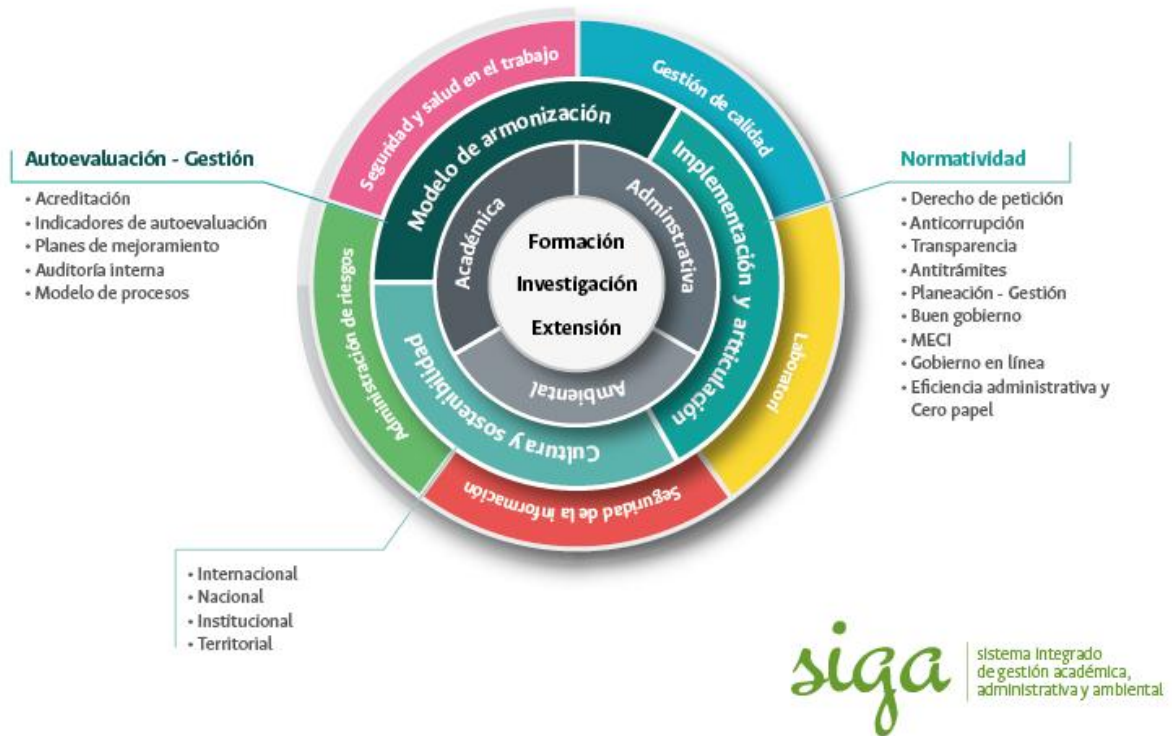 Seguridad y salud en el trabajo
Gestión de calidad
Modelo de armonización
Implementación y artriculación
Autoevaluación - Gestión
• Acreditación
• Indicadores de autoevaluación
• Planes de mejoramiento
• Auditoría interna
• Modelo de procesos
Normatividad
• Derecho de petición
• Anticorrupción
• Transparencia
• Antitrámites
• Planeación - Gestión
• Buen gobierno
• MECI
• Gobierno en línea
• Eficiencia administrativa y
Cero papel
Académica
Adminstrativa
Formación
Investigación
Extensión
Ambiental
Administración de riesgos
Cultura y sostenibilidad
Laboratori
Seguridad de la información
• Internacional
• Nacional
• Institucional
• Territorial
siga
sistema integrado
de gestión académica,
administrativa y ambiental